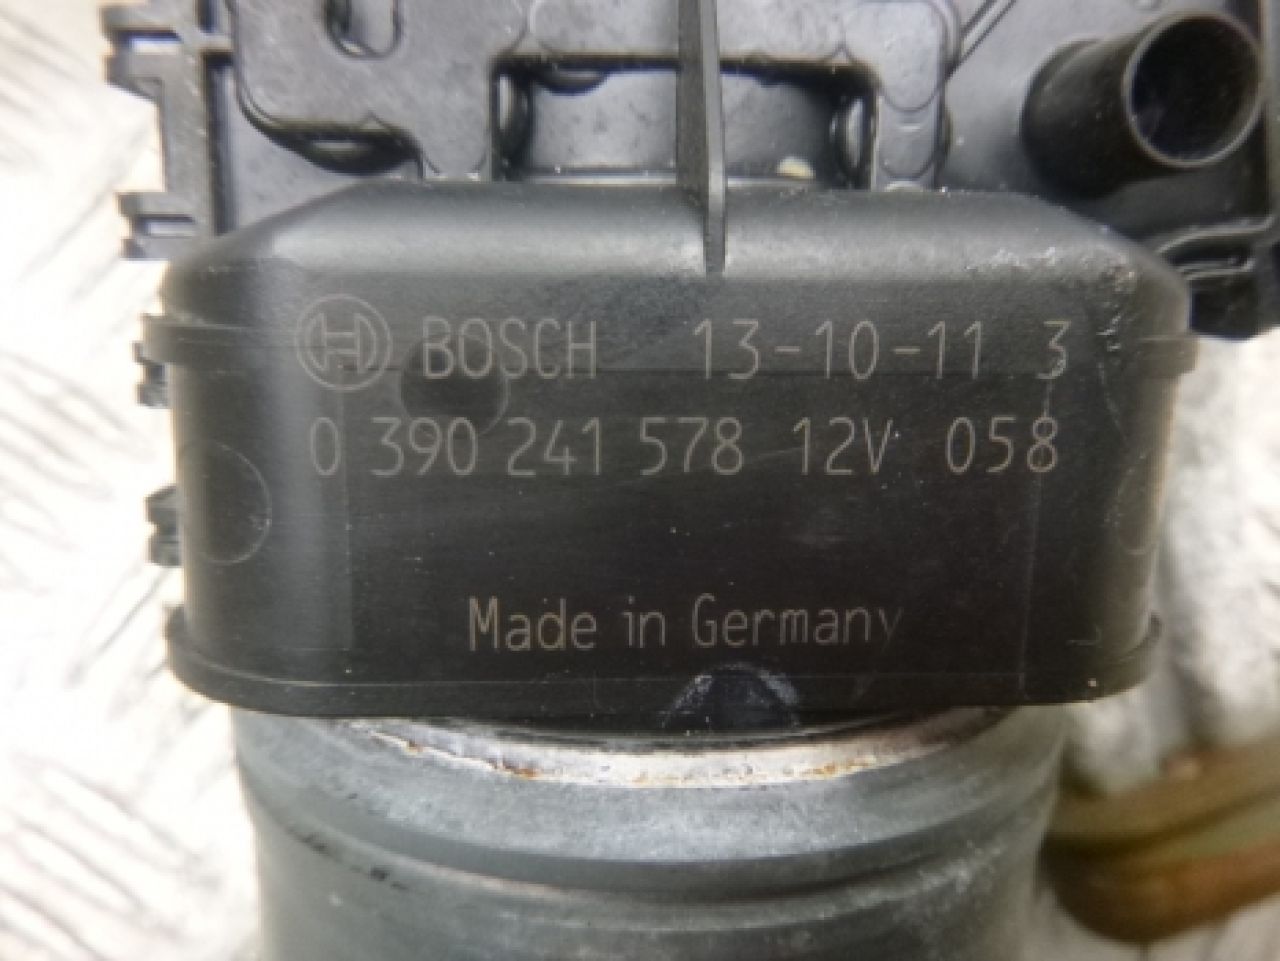 BOSCH 13-10-11 3
0 390 241 578 12V 058
Made in Germany